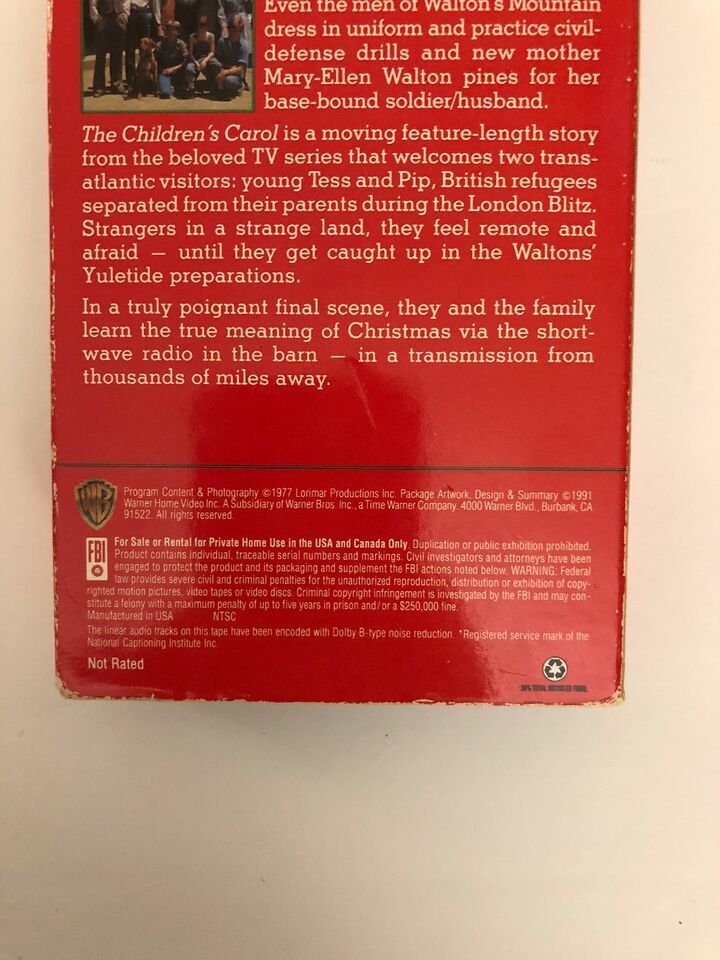 Even the men of Walton's Mountain
dress in uniform and practice civil-
defense drills and new mother
Mary-Ellen Walton pines for her
base-bound soldier/husband.
The Children's Carol is a moving feature-length story
from the beloved TV series that welcomes two trans-
atlantic visitors: young Tess and Pip, British refugees
separated from their parents during the London Blitz.
Strangers in a strange land, they feel remote and
afraid — until they get caught up in the Waltons'
Yuletide preparations.
In a truly poignant final scene, they and the family
learn the true meaning of Christmas via the short-
wave radio in the barn — in a transmission from
thousands of miles away.
WB
Program Content & Photography ©1977 Lorimar Productions Inc. Package Artwork, Design & Summary ©1991
Warner Home Video Inc. A Subsidiary of Warner Bros. Inc., a Time Warner Company. 4000 Warner Blvd., Burbank, CA
91522. All rights reserved.
FBI
For Sale or Rental for Private Home Use in the USA and Canada Only. Duplication or public exhibition prohibited.
Product contains individual, traceable serial numbers and markings. Civil investigators and attorneys have been
engaged to protect the product and its packaging and supplement the FBI actions noted below. WARNING: Federal
law provides severe civil and criminal penalties for the unauthorized reproduction, distribution or exhibition of copy-
righted motion pictures, video tapes or video discs. Criminal copyright infringement is investigated by the FBI and may con-
stitute a felony with a maximum penalty of up to five years in prison and/or a $250,000 fine.
Manufactured in USA NTSC
The linear audio tracks on this tape have been encoded with Dolby B-type noise reduction. *Registered service mark of the
National Captioning Institute Inc.
Not Rated
TOTAL RECYCLED FIBER